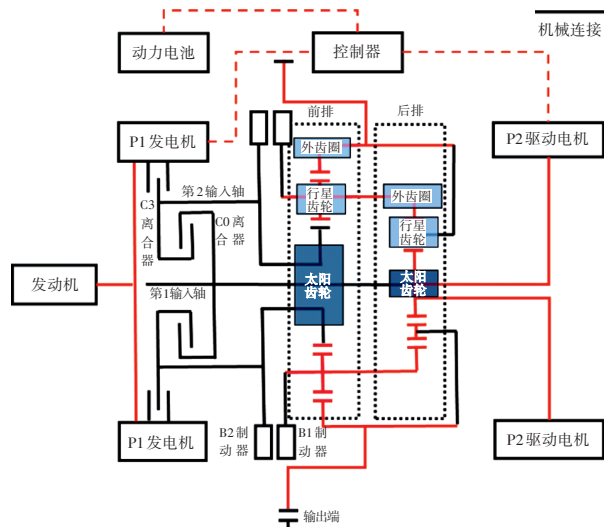 机械连接
动力电池
控制器
前排
后排
P1发电机
P2驱动电机
外齿圈
第2输入轴
行星
齿轮
外齿圈
C3
离
合
器
C0离
合
器
行星
齿轮
发动机
第1输入轴
太阳
齿轮
太阳
齿轮
P1发电机
B2制
动
器
B1制
动
器
P2驱动电机
输出端